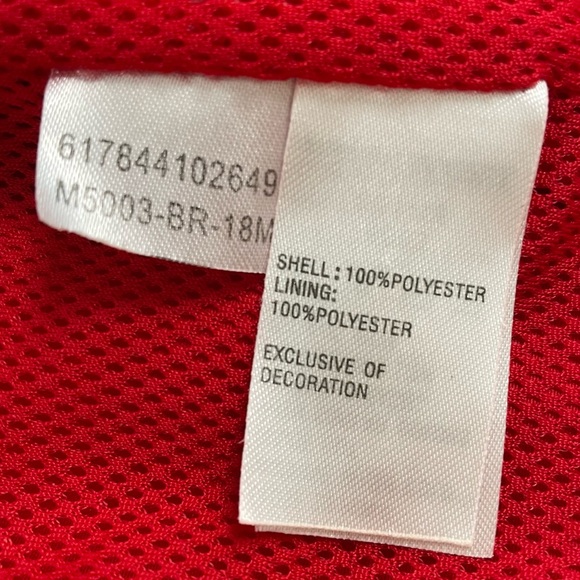 617844102649
M5003-BR-18M
SHELL:100%POLYESTER
LINING:
100%POLYESTER
EXCLUSIVE OF
DECORATION